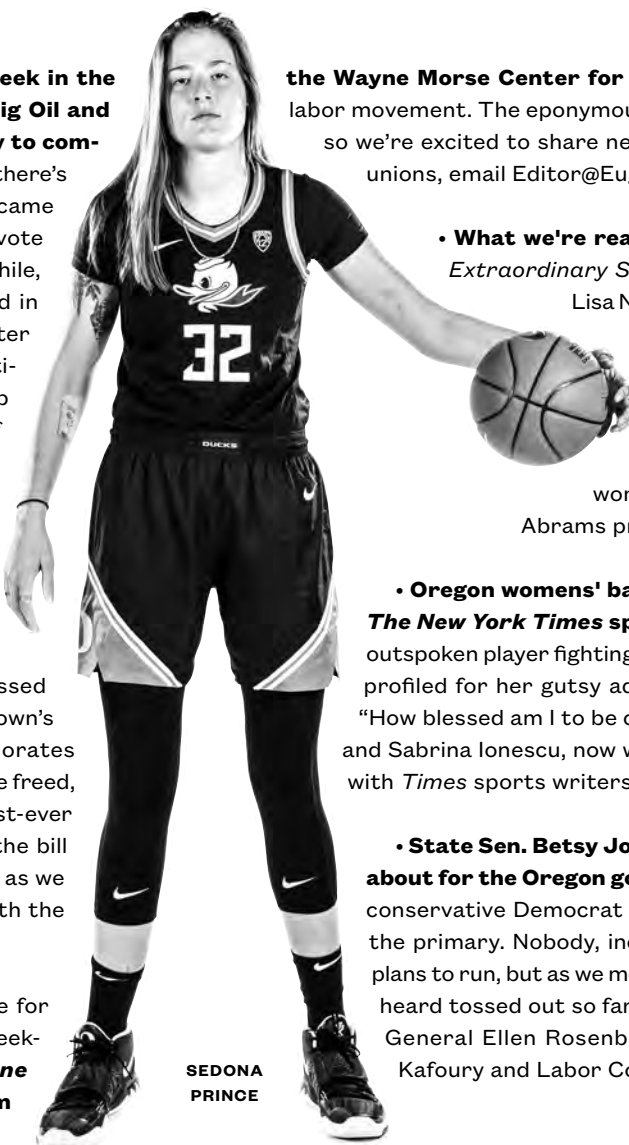 eek in the
ig Oil and
y to com-
there's
came
vote
hile,
d in
ter
ti-
p
ssed
own's
orates
e freed,
st-ever
the bill
as we
th the
e for
eek-
ne
m
PAC 12
32
DUCKS
SEDONA
PRINCE
the Wayne Morse Center for
labor movement. The eponymou
so we're excited to share ne
unions, email Editor@Eu
• What we're rea
Extraordinary S
Lisa N
wor
Abrams pr
• Oregon womens' ba
The New York Times sp
outspoken player fighting
profiled for her gutsy ac
“How blessed am I to be c
and Sabrina Ionescu, now w
with Times sports writers
• State Sen. Betsy Jo
about for the Oregon go
conservative Democrat
the primary. Nobody, inc
plans to run, but as we m
heard tossed out so far
General Ellen Rosenb
Kafoury and Labor Co